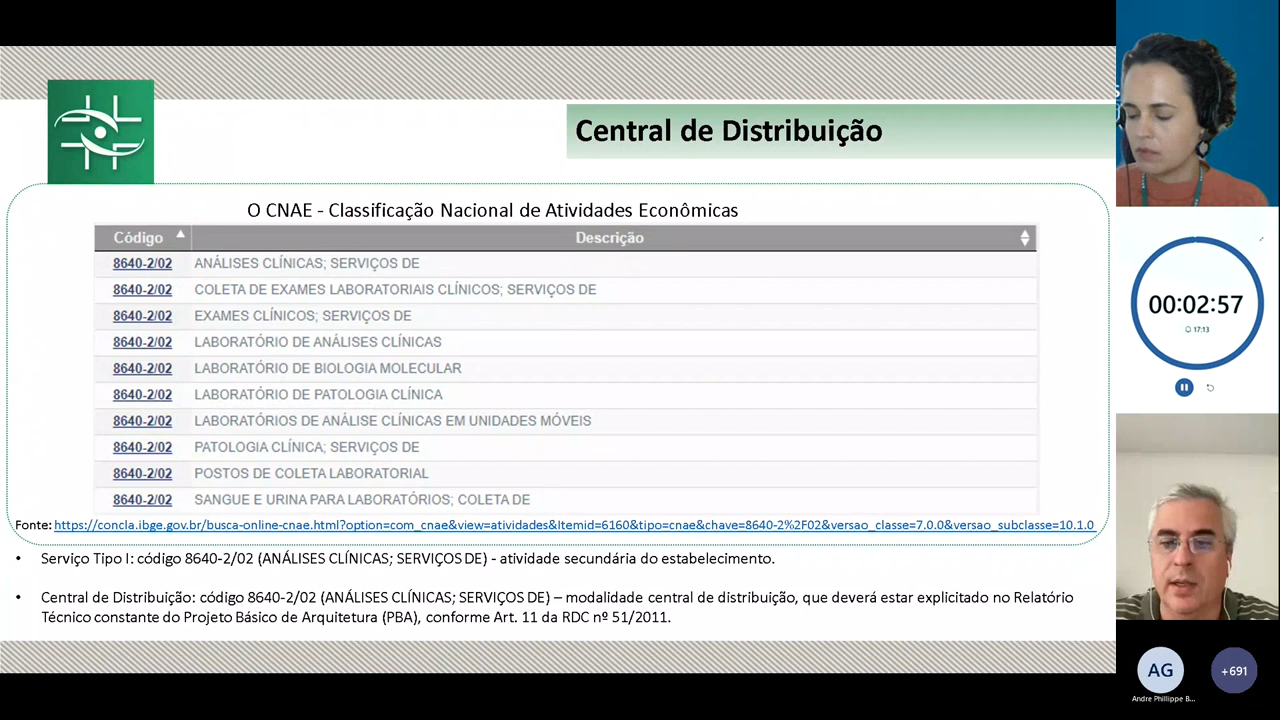 Central de Distribuição
O CNAE - Classificação Nacional de Atividades Econômicas
Código Descrição
8640-2/02 ANÁLISES CLÍNICAS; SERVIÇOS DE
8640-2/02 COLETA DE EXAMES LABORATORIAIS CLÍNICOS; SERVIÇOS DE
8640-2/02 EXAMES CLÍNICOS; SERVIÇOS DE
8640-2/02 LABORATÓRIO DE ANÁLISES CLÍNICAS
8640-2/02 LABORATÓRIO DE BIOLOGIA MOLECULAR
8640-2/02 LABORATÓRIO DE PATOLOGIA CLÍNICA
8640-2/02 LABORATÓRIOS DE ANÁLISE CLÍNICAS EM UNIDADES MÓVEIS
8640-2/02 PATOLOGIA CLÍNICA; SERVIÇOS DE
8640-2/02 POSTOS DE COLETA LABORATORIAL
8640-2/02 SANGUE E URINA PARA LABORATÓRIOS; COLETA DE
Fonte: https://concla.ibge.gov.br/busca-online-cnae.html?option=com_cnae&view=atividades&Itemid=6160&tipo=cnae&chave=8640-2%2F02&versao_classe=7.0.0&versao_subclasse=10.1.0
• Serviço Tipo I: código 8640-2/02 (ANÁLISES CLÍNICAS; SERVIÇOS DE) - atividade secundária do estabelecimento.
• Central de Distribuição: código 8640-2/02 (ANÁLISES CLÍNICAS; SERVIÇOS DE) – modalidade central de distribuição, que deverá estar explicitado no Relatório
Técnico constante do Projeto Básico de Arquitetura (PBA), conforme Art. 11 da RDC nº 51/2011.
00:02:57
17:13
AG
+691
Andre Phillippe B...